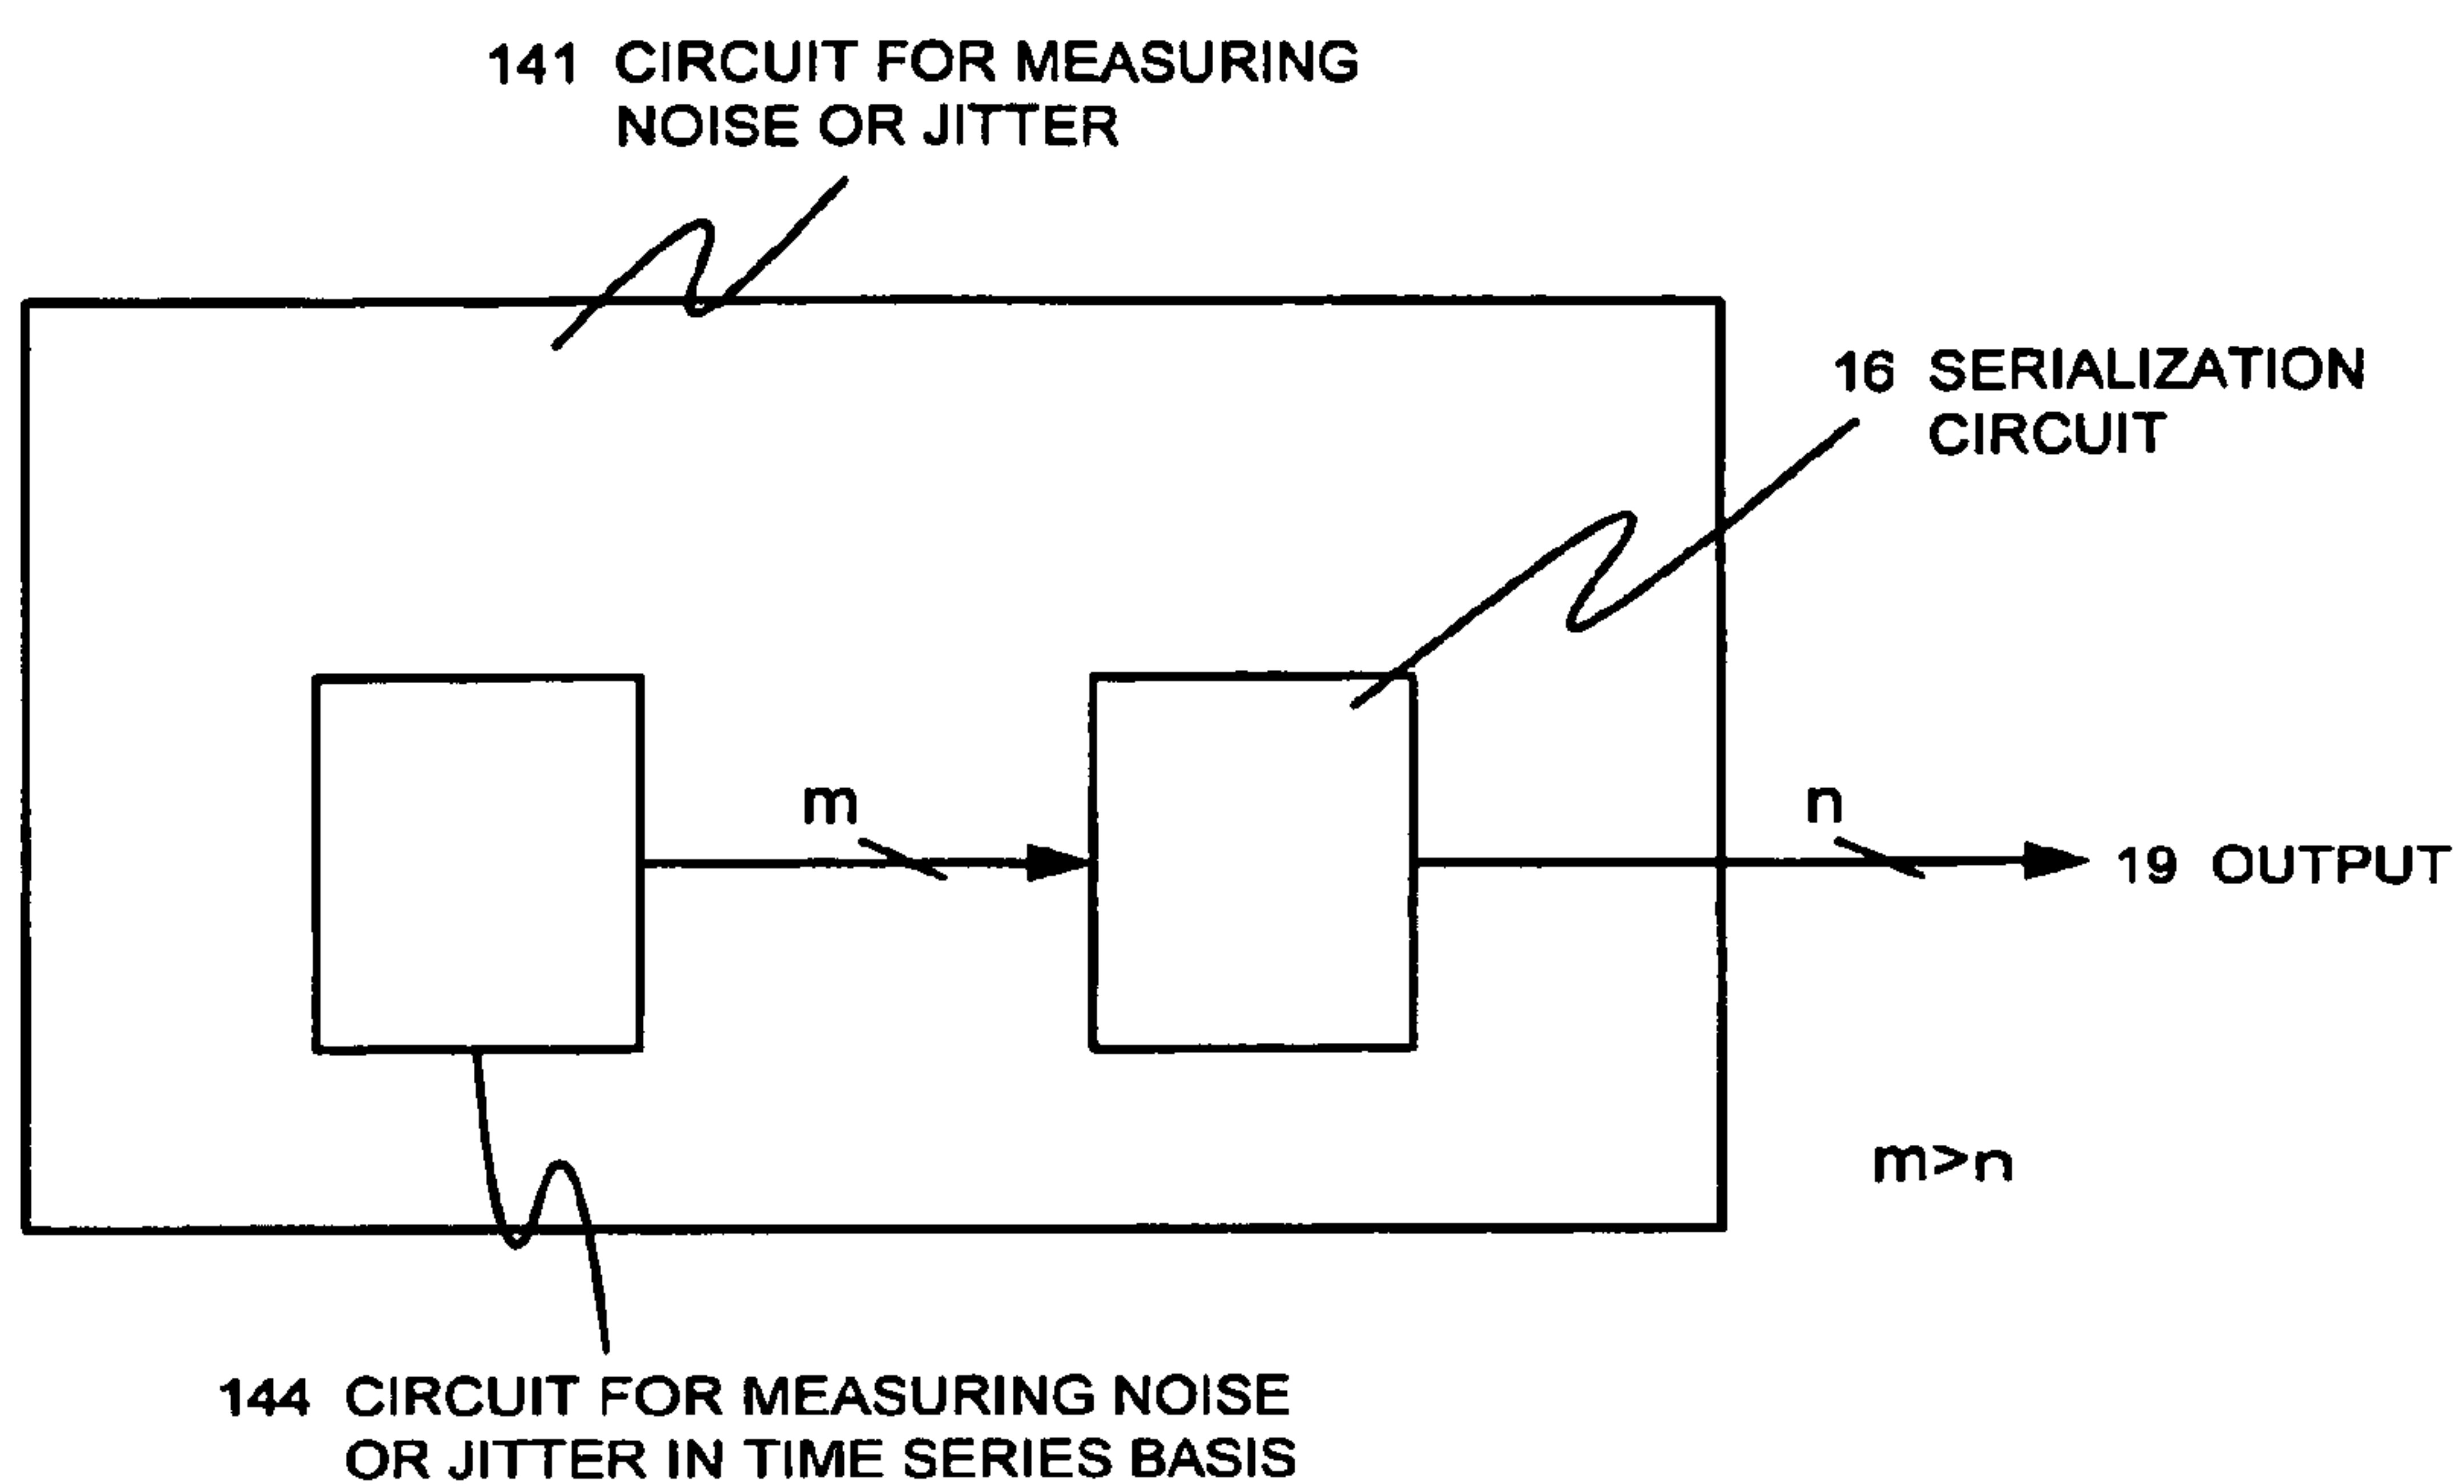 141 CIRCUIT FOR MEASURING
NOISE OR JITTER
16 SERIALIZATION
CIRCUIT
m
n
19 OUTPUT
m>n
144 CIRCUIT FOR MEASURING NOISE
OR JITTER IN TIME SERIES BASIS